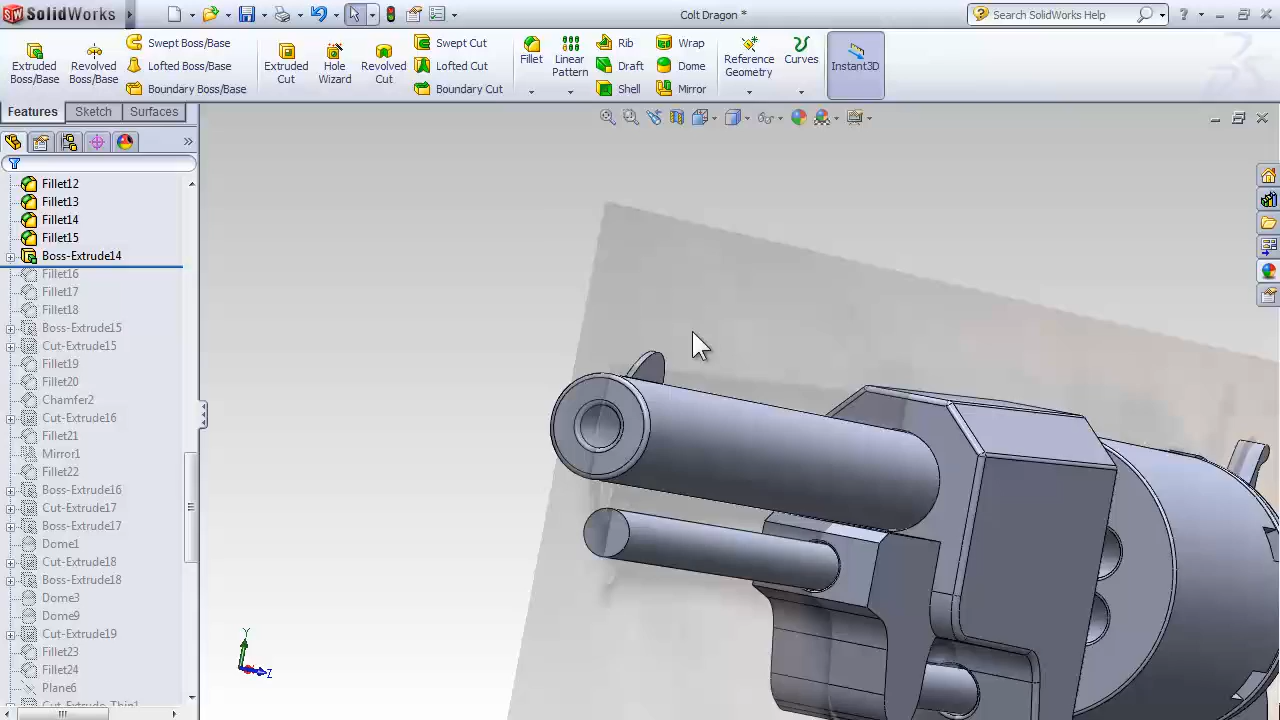 SolidWorks
Colt Dragon *
Search SolidWorks Help
Extruded Boss/Base
Revolved Boss/Base
Swept Boss/Base
Lofted Boss/Base
Boundary Boss/Base
Extruded Cut
Hole Wizard
Revolved Cut
Swept Cut
Lofted Cut
Boundary Cut
Fillet
Linear Pattern
Rib
Draft
Shell
Wrap
Dome
Mirror
Reference Geometry
Curves
Instant3D
Features
Sketch
Surfaces
Fillet12
Fillet13
Fillet14
Fillet15
Boss-Extrude14
Fillet16
Fillet17
Fillet18
Boss-Extrude15
Cut-Extrude15
Fillet19
Fillet20
Chamfer2
Cut-Extrude16
Fillet21
Mirror1
Fillet22
Boss-Extrude16
Cut-Extrude17
Boss-Extrude17
Dome1
Cut-Extrude18
Boss-Extrude18
Dome3
Dome9
Cut-Extrude19
Fillet23
Fillet24
Plane6
Cut-Extrude-Thin1
Y
Z